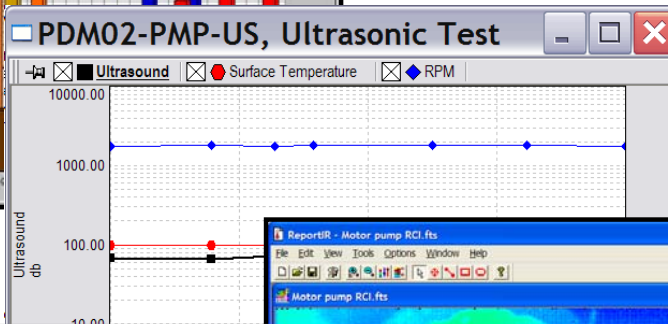 PDM02-PMP-US, Ultrasonic Test
Ultrasound Surface Temperature RPM
10000.00
1000.00
100.00
10.00
Ultrasound
db
ReportIR - Motor pump RCI.fts
File Edit View Tools Options Window Help
Motor pump RCI.fts